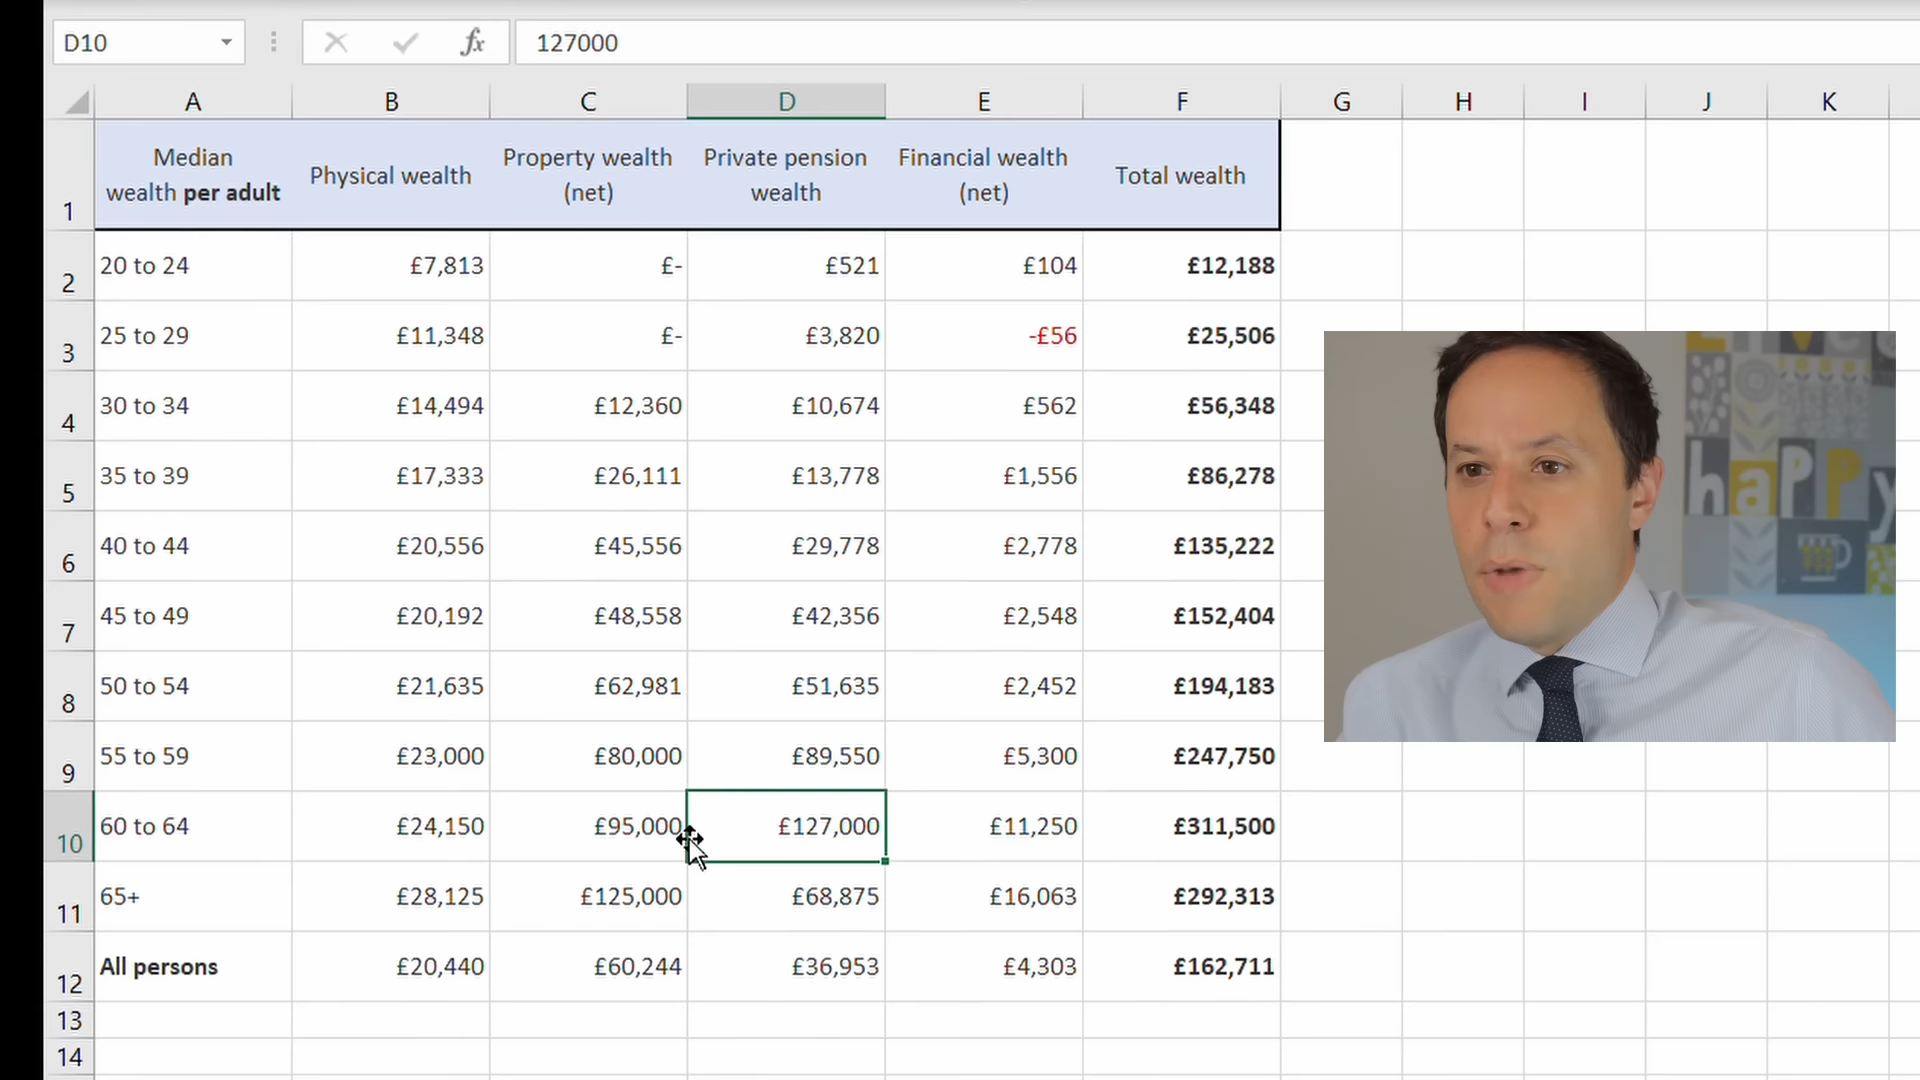 D10
fx
127000
A B C D E F G H I J K
1
Median wealth per adult
Physical wealth
Property wealth (net)
Private pension wealth
Financial wealth (net)
Total wealth
2 20 to 24 £7,813 £- £521 £104 £12,188
3 25 to 29 £11,348 £- £3,820 -£56 £25,506
4 30 to 34 £14,494 £12,360 £10,674 £562 £56,348
5 35 to 39 £17,333 £26,111 £13,778 £1,556 £86,278
6 40 to 44 £20,556 £45,556 £29,778 £2,778 £135,222
7 45 to 49 £20,192 £48,558 £42,356 £2,548 £152,404
8 50 to 54 £21,635 £62,981 £51,635 £2,452 £194,183
9 55 to 59 £23,000 £80,000 £89,550 £5,300 £247,750
10 60 to 64 £24,150 £95,000 £127,000 £11,250 £311,500
11 65+ £28,125 £125,000 £68,875 £16,063 £292,313
12 All persons £20,440 £60,244 £36,953 £4,303 £162,711
13
14
happy